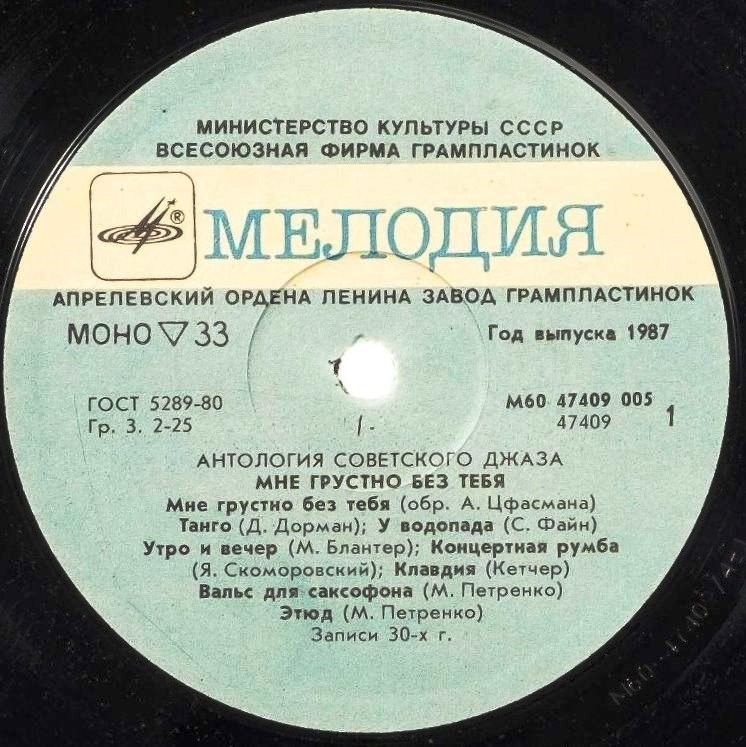 МИНИСТЕРСТВО КУЛЬТУРЫ СССР
ВСЕСОЮЗНАЯ ФИРМА ГРАМПЛАСТИНОК
® МЕЛОДИЯ
АПРЕЛЕВСКИЙ ОРДЕНА ЛЕНИНА ЗАВОД ГРАМПЛАСТИНОК
МОНО ▽ 33
Год выпуска 1987
ГОСТ 5289-80
Гр. 3. 2-25
М60 47409 005
47409
1
1-
АНТОЛОГИЯ СОВЕТСКОГО ДЖАЗА
МНЕ ГРУСТНО БЕЗ ТЕБЯ
Мне грустно без тебя (обр. А. Цфасмана)
Танго (Д. Дорман); У водопада (С. Файн)
Утро и вечер (М. Блантер); Концертная румба
(Я. Скоморовский); Клавдия (Кетчер)
Вальс для саксофона (М. Петренко)
Этюд (М. Петренко)
Записи 30-х г.